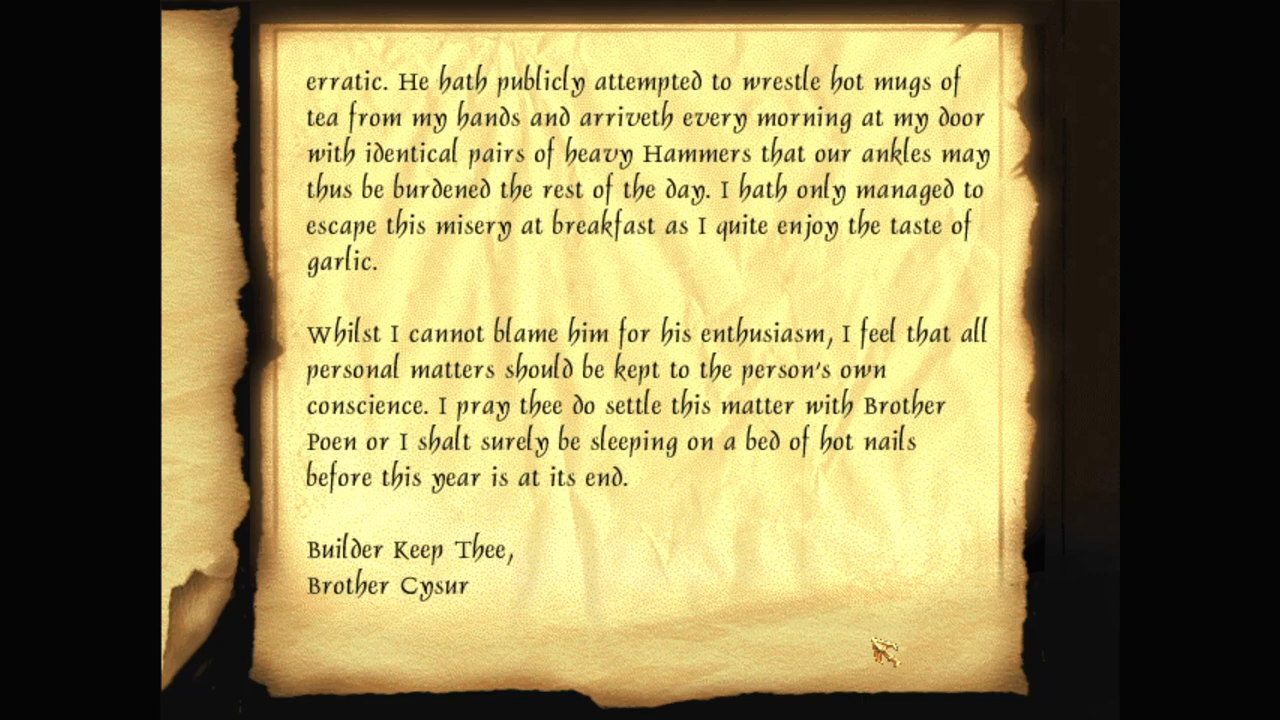 erratic. He hath publicly attempted to wrestle hot mugs of
tea from my hands and arriveth every morning at my door
with identical pairs of heavy Hammers that our ankles may
thus be burdened the rest of the day. I hath only managed to
escape this misery at breakfast as I quite enjoy the taste of
garlic.
Whilst I cannot blame him for his enthusiasm, I feel that all
personal matters should be kept to the person's own
conscience. I pray thee do settle this matter with Brother
Poen or I shalt surely be sleeping on a bed of hot nails
before this year is at its end.
Builder Keep Thee,
Brother Cysur